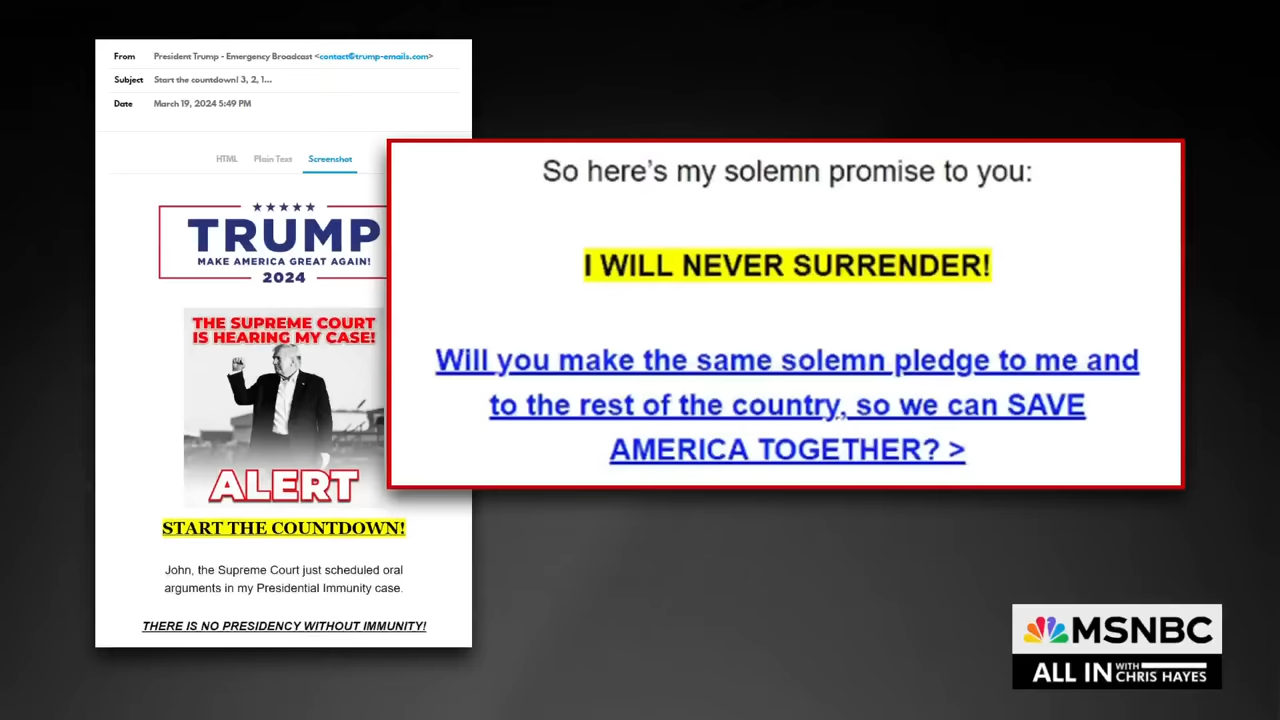 From President Trump - Emergency Broadcast <contact@trump-emails.com>
Subject Start the countdown! 3, 2, 1...
Date March 19, 2024 5:49 PM
HTML Plain Text Screenshot
★★★★★
TRUMP
MAKE AMERICA GREAT AGAIN!
2024
THE SUPREME COURT
IS HEARING MY CASE!
ALERT
START THE COUNTDOWN!
John, the Supreme Court just scheduled oral
arguments in my Presidential Immunity case.
THERE IS NO PRESIDENCY WITHOUT IMMUNITY!
So here's my solemn promise to you:
I WILL NEVER SURRENDER!
Will you make the same solemn pledge to me and
to the rest of the country, so we can SAVE
AMERICA TOGETHER? >
MSNBC
ALL IN WITH CHRIS HAYES